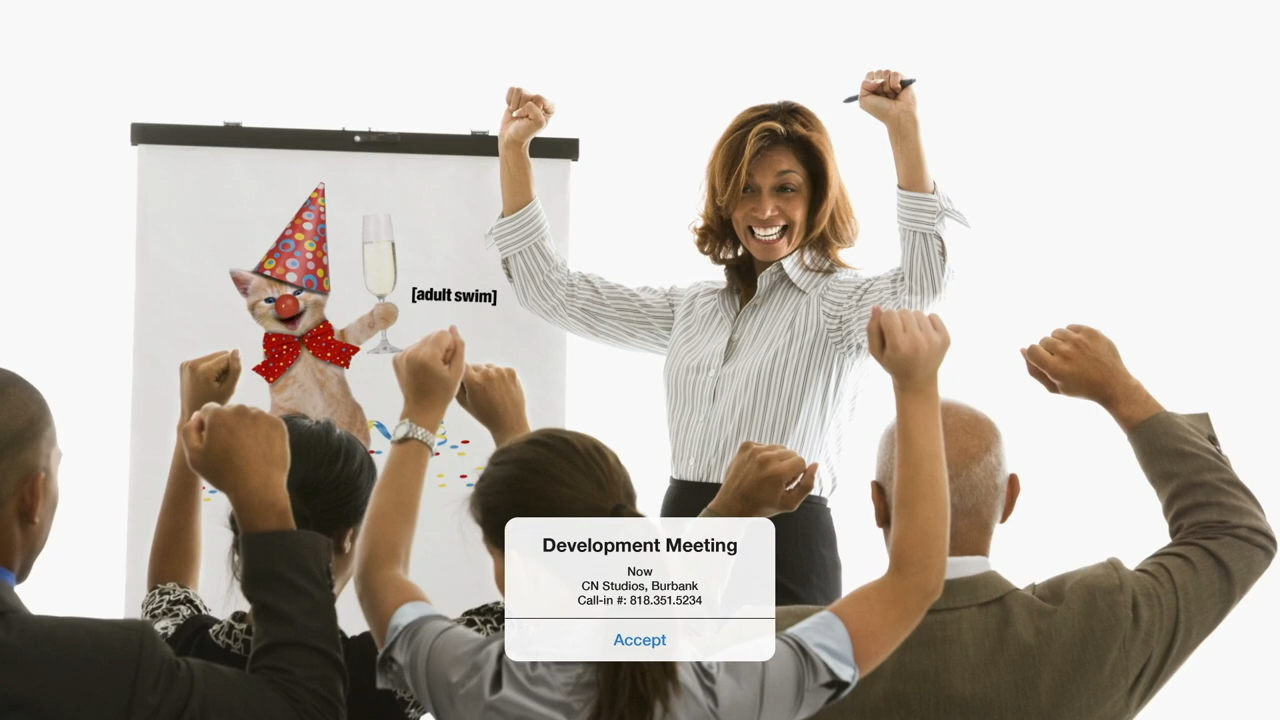 [adult swim]
Development Meeting
Now
CN Studios, Burbank
Call-in #: 818.351.5234
Accept